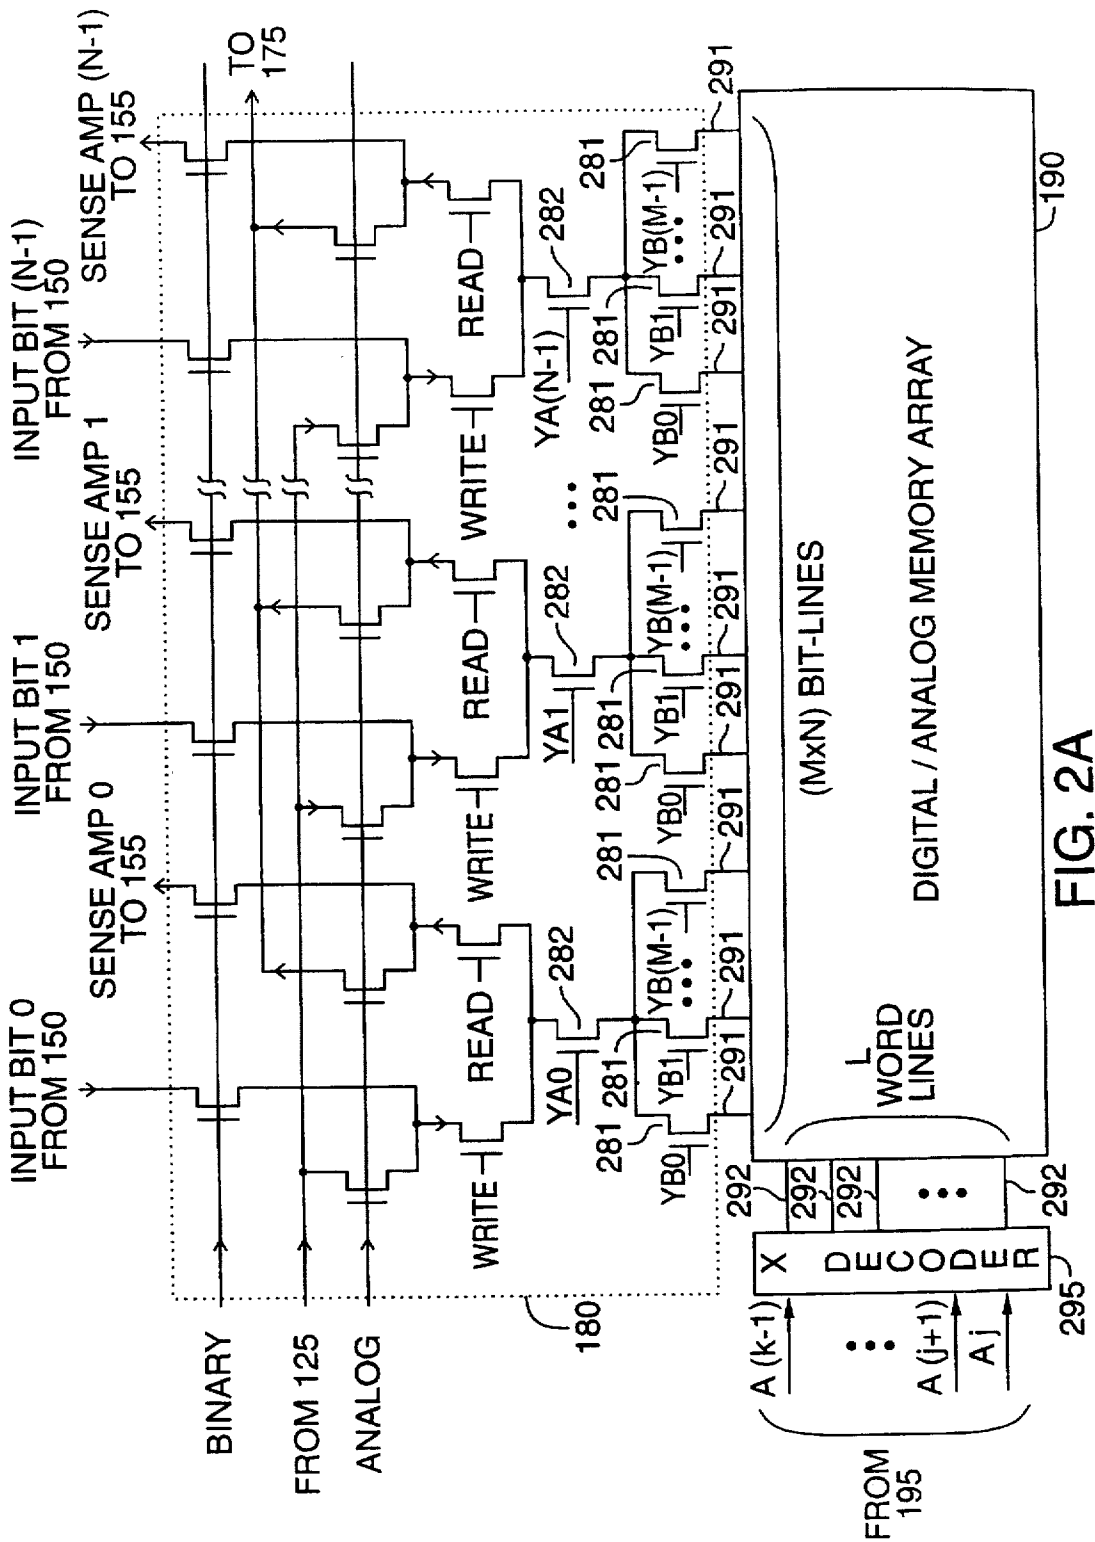 INPUT BIT 0
FROM 150
SENSE AMP 0
TO 155
INPUT BIT 1
FROM 150
SENSE AMP 1
TO 155
INPUT BIT (N-1)
FROM 150
SENSE AMP (N-1)
TO 155
BINARY
TO
175
FROM 125
ANALOG
WRITE
READ
WRITE
READ
WRITE
READ
180
YA0
282
YA1
282
YA(N-1)
282
281
281
281
281
281
281
281
281
281
YB0
YB1
YB(M-1)
YB0
YB1
YB(M-1)
YB0
YB1
YB(M-1)
291
291
291
291
291
291
291
291
291
(MxN) BIT-LINES
L
WORD
LINES
DIGITAL / ANALOG MEMORY ARRAY
190
292
292
292
292
X DECODER
295
A (k-1)
A (j+1)
A j
FROM
195
FIG. 2A